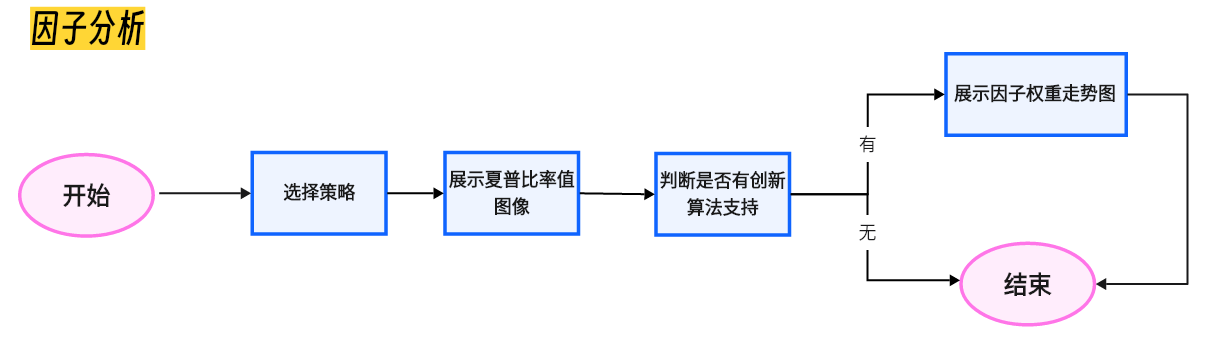 因子分析
开始
选择策略
展示夏普比率值
图像
判断是否有创新
算法支持
有
展示因子权重走势图
无
结束